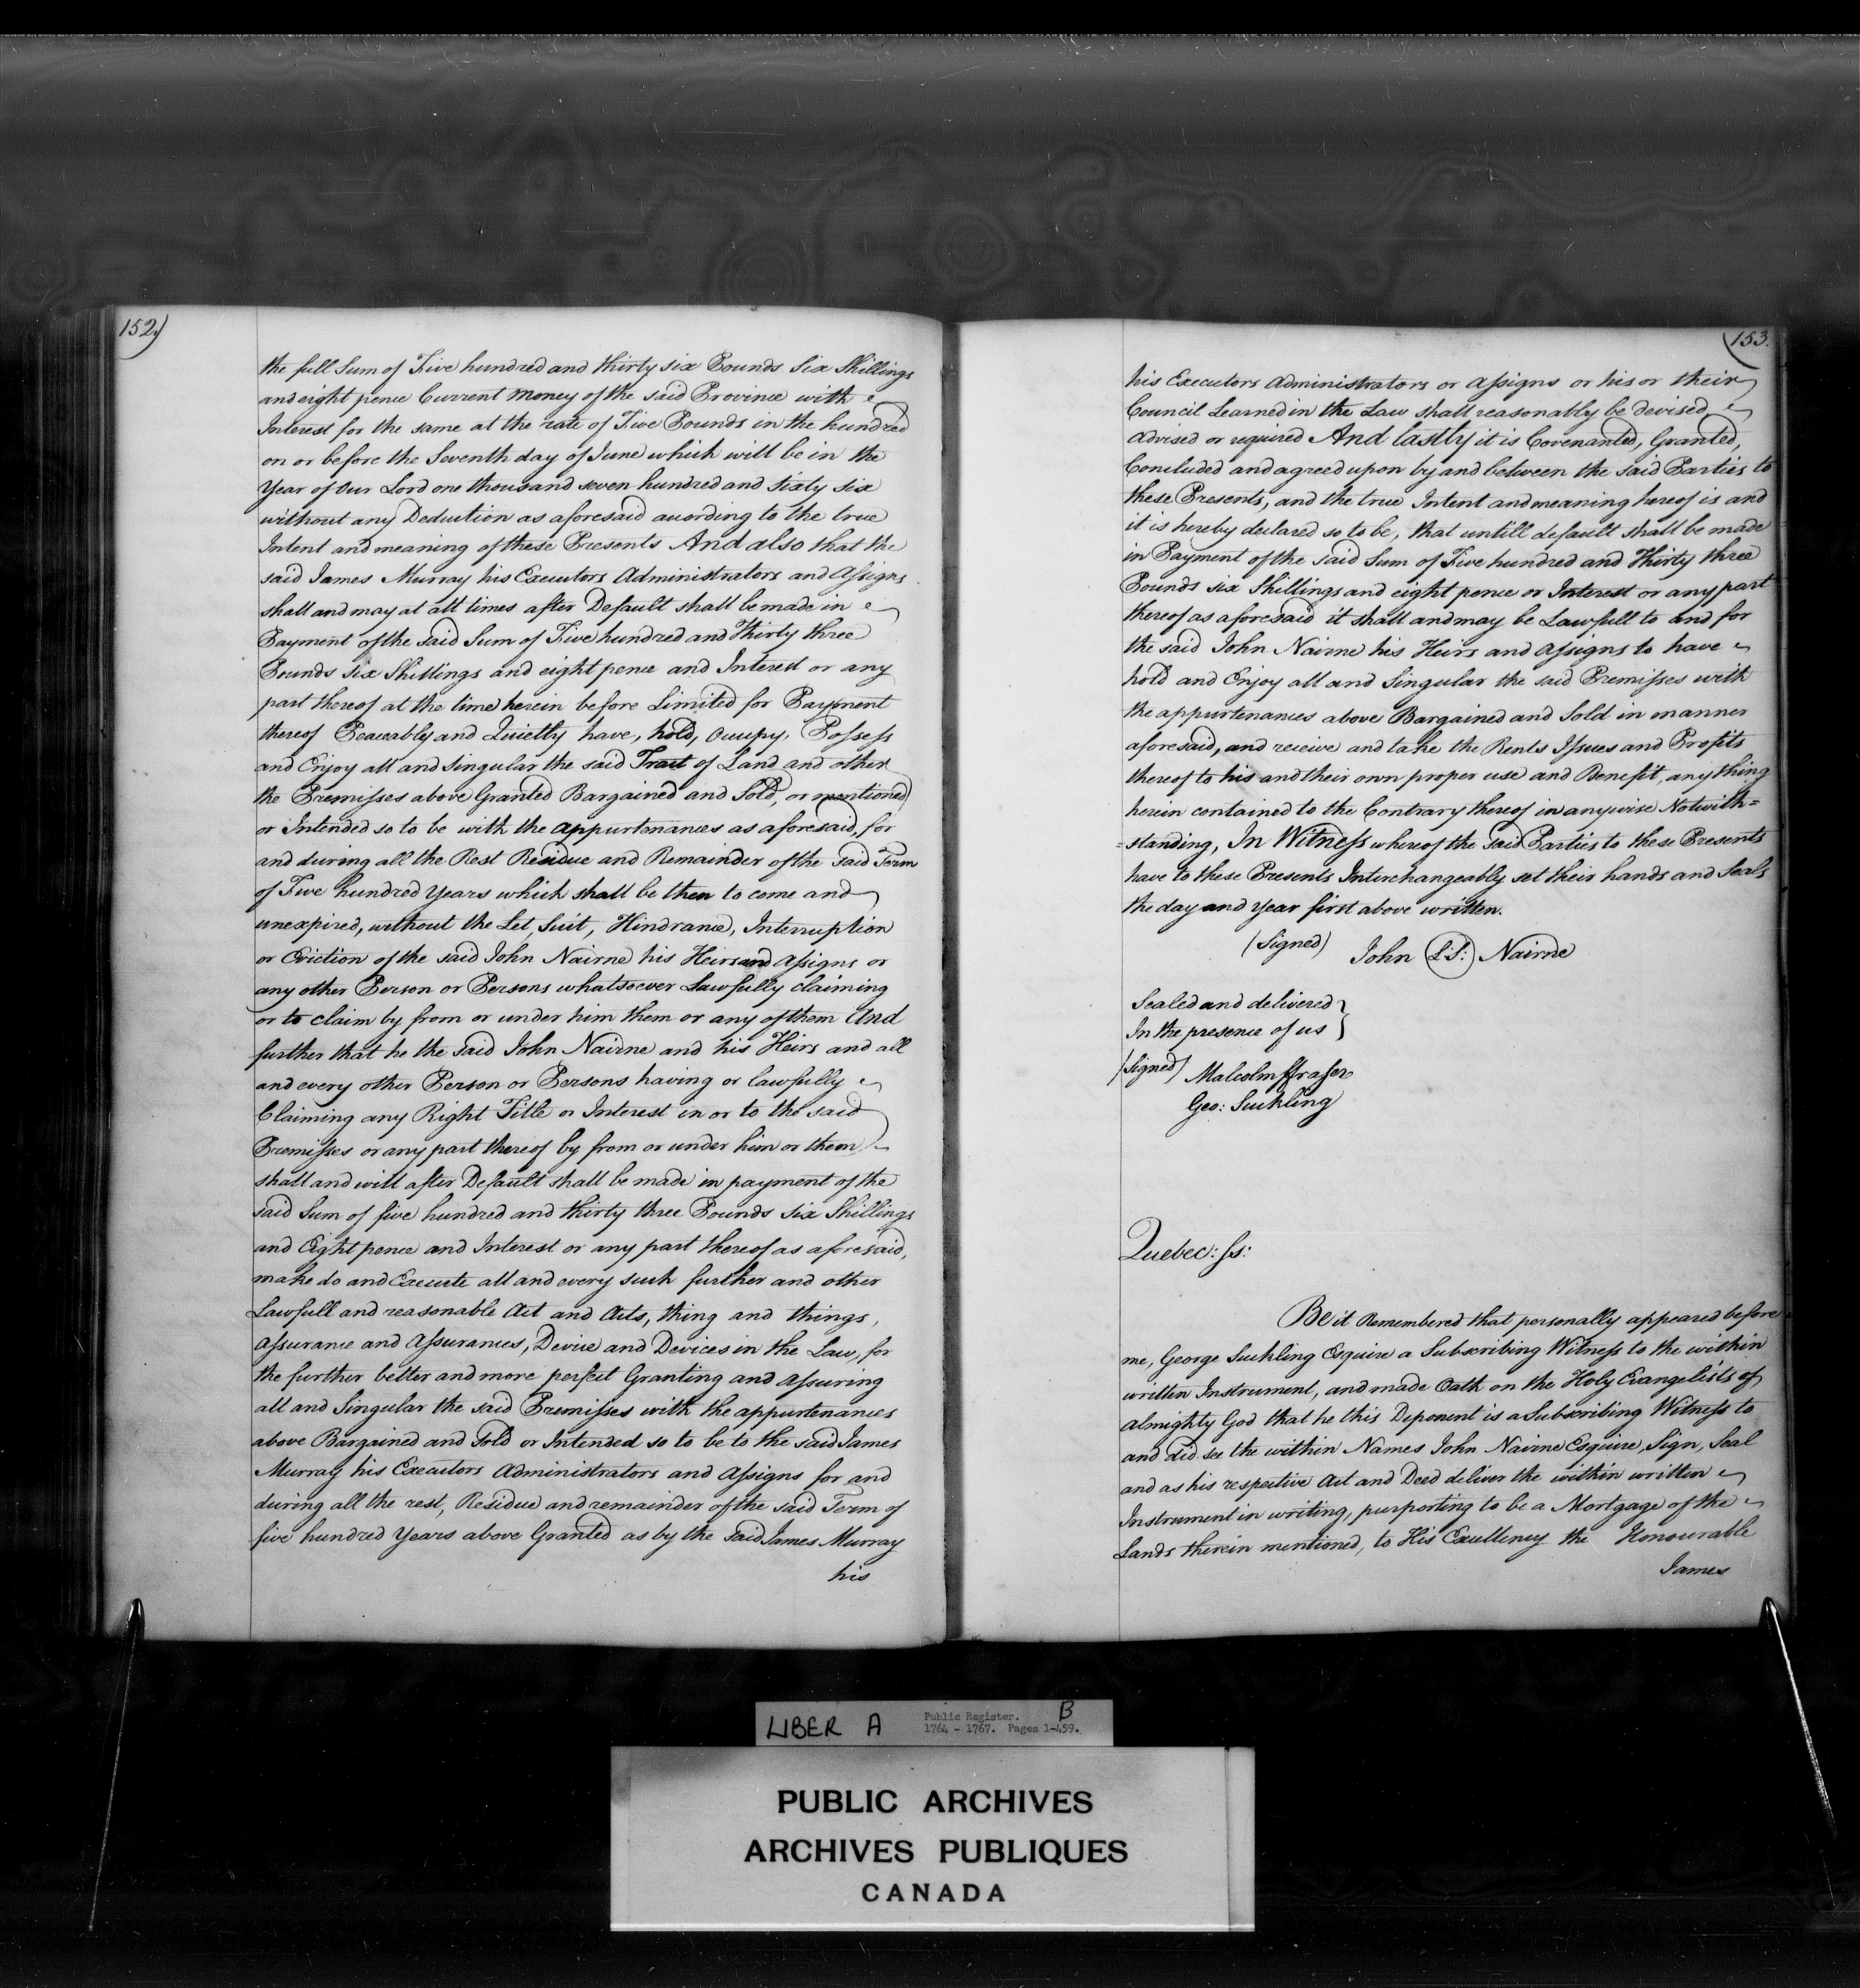 152)
the full Sum of Five hundred and thirty six Pounds Six Shillings
and eight pence Current money of the said Province with
Interest for the same at the rate of Five Pounds in the hundred
on or before the Seventh day of June which will be in the
Year of Our Lord one thousand seven hundred and sixty six
without any Deduction as aforesaid according to the true
Intent and meaning of these Presents And also that the
said James Murray his Executors Administrators and Assigns
shall and may at all times after Default shall be made in
Payment of the said Sum of Five hundred and Thirty three
Pounds six Shillings and eight pence and Interest or any
part thereof at the time herein before Limited for Payment
thereof Peaceably and Quietly have, hold, Occupy, Possess
and Enjoy all and Singular the said Tract of Land and other
the Premisses above Granted Bargained and Sold, or mentioned
or Intended so to be with the appurtenances as aforesaid, for
and during all the Rest Residue and Remainder of the said Term
of Five hundred Years which shall be then to come and
unexpired, without the Let, Suit, Hindrance, Interruption
or Eviction of the said John Nairne his Heirs and Assigns or
any other Person or Persons whatsoever Lawfully claiming
or to claim by from or under him them or any of them And
further that he the said John Nairne and his Heirs and all
and every other Person or Persons having or lawfully
Claiming any Right Title or Interest in or to the said
Premisses or any part thereof by from or under him or them
shall and will after Default shall be made in payment of the
said Sum of five hundred and thirty three Pounds six Shillings
and Eight pence and Interest or any part thereof as aforesaid,
make do and Execute all and every such further and other
Lawfull and reasonable Act and Acts, thing and things,
assurance and assurances, Devise and Devices in the Law, for
the further better and more perfect Granting and assuring
all and Singular the said Premisses with the appurtenances
above Bargained and Sold or Intended so to be to the said James
Murray his Executors Administrators and Assigns for and
during all the rest, Residue and remainder of the said Term of
five hundred Years above Granted as by the said James Murray
his
153.
his Executors Administrators or Assigns or his or their
Council Learned in the Law shall reasonably be devised
advised or required And lastly it is Covenanted, Granted,
Concluded and agreed upon by and between the said Parties to
these Presents, and the true Intent and meaning hereof is and
it is hereby declared so to be, that untill default shall be made
in Payment of the said Sum of Five hundred and Thirty three
Pounds six Shillings and eight pence or Interest or any part
thereof as aforesaid it shall and may be Lawfull to and for
the said John Nairne his Heirs and Assigns to have
hold and Enjoy all and Singular the said Premisses with
the appurtenances above Bargained and Sold in manner
aforesaid, and receive and take the Rents Issues and Profits
thereof to his and their own proper use and Benefit, any thing
herein contained to the Contrary thereof in anywise Notwith=
=standing, In Witness whereof the said Parties to these Presents
have to these Presents Interchangeably set their hands and Seals
the day and Year first above written.
(Signed) John (L:S:) Nairne
Sealed and delivered }
In the presence of us }
(Signed) Malcolm ffraser
Geo: Suckling
Quebec: ss:
Be it Remembered that personally appeared before
me, George Suckling Esquire a Subscribing Witness to the within
written Instrument, and made Oath on the Holy Evangelists of
Almighty God that he this Deponent is a Subscribing Witness to
and did see the within Names John Nairne Esquire, Sign, Seal
and as his respective Act and Deed deliver the within written
Instrument in writing, purporting to be a Mortgage of the
Lands therein mentioned, to His Excellency the Honourable
James
LIBER A
Public Register. B
1764 - 1767. Pages 1-459.
PUBLIC ARCHIVES
ARCHIVES PUBLIQUES
CANADA